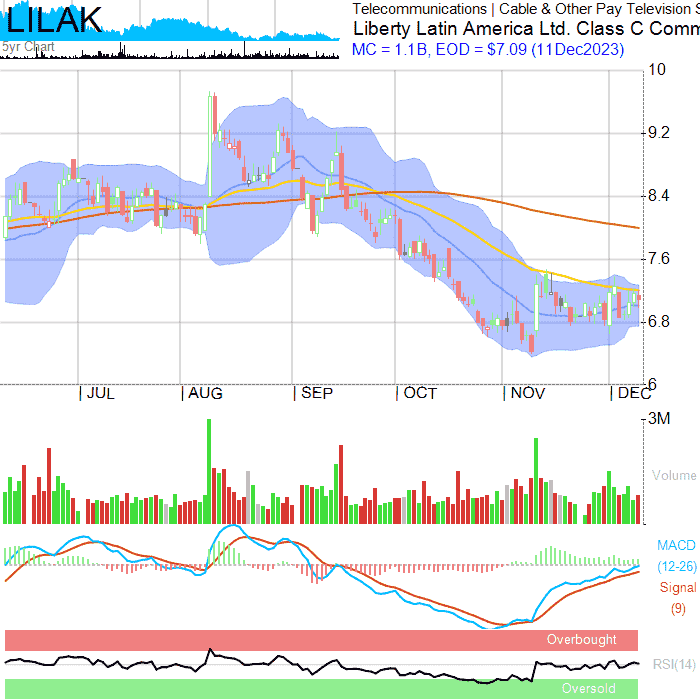 LILAK
5yr Chart
Telecommunications | Cable & Other Pay Television S
Liberty Latin America Ltd. Class C Comm
MC = 1.1B, EOD = $7.09 (11Dec2023)
10
9.2
8.4
7.6
6.8
6
JUL
AUG
SEP
OCT
NOV
DEC
3M
Volume
MACD
(12-26)
Signal
(9)
Overbought
RSI(14)
Oversold